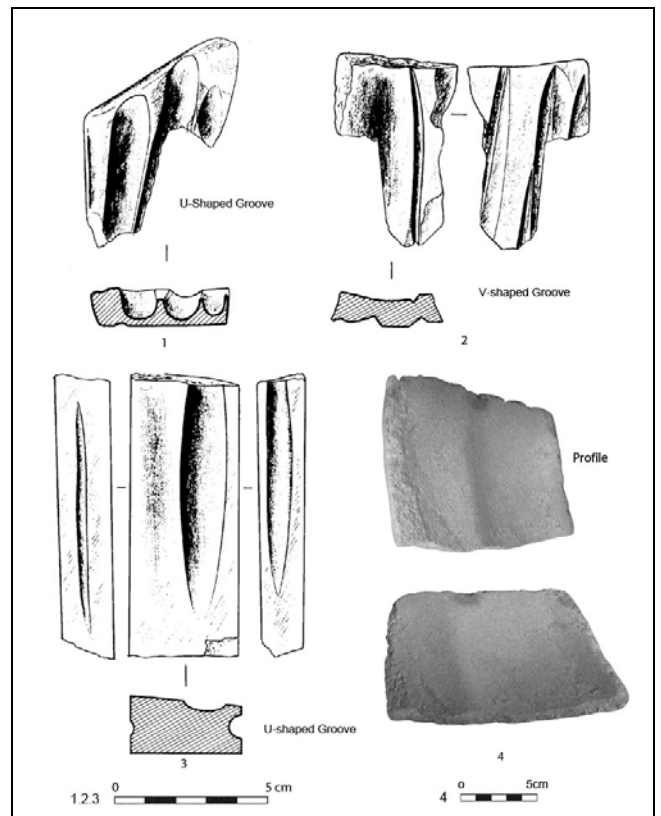 U-Shaped Groove
V-shaped Groove
1
2
Profile
U-shaped Groove
3
4
1.2.3 0 5 cm
4 o 5cm